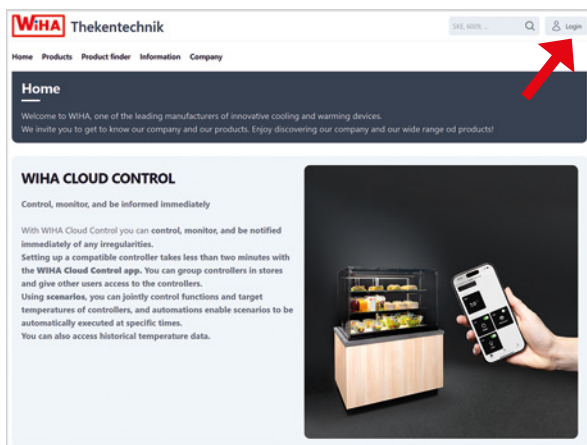 WIHA Thekentechnik
SKE, 600lt, ...
Login
Home Products Product finder Information Company
Home
Welcome to WIHA, one of the leading manufacturers of innovative cooling and warming devices.
We invite you to get to know our company and our products. Enjoy discovering our company and our wide range od products!
WIHA CLOUD CONTROL
Control, monitor, and be informed immediately
With WIHA Cloud Control you can control, monitor, and be notified
immediately of any irregularities.
Setting up a compatible controller takes less than two minutes with
the WIHA Cloud Control app. You can group controllers in stores
and give other users access to the controllers.
Using scenarios, you can jointly control functions and target
temperatures of controllers, and automations enable scenarios to be
automatically executed at specific times.
You can also access historical temperature data.